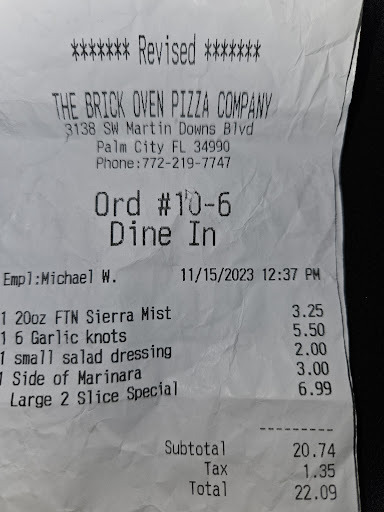 ******* Revised *******
THE BRICK OVEN PIZZA COMPANY
3138 SW Martin Downs Blvd
Palm City FL 34990
Phone:772-219-7747
Ord #10-6
Dine In
Empl:Michael W. 11/15/2023 12:37 PM
1 20oz FTN Sierra Mist 3.25
1 6 Garlic knots 5.50
1 small salad dressing 2.00
1 Side of Marinara 3.00
Large 2 Slice Special 6.99
---------
Subtotal 20.74
Tax 1.35
Total 22.09